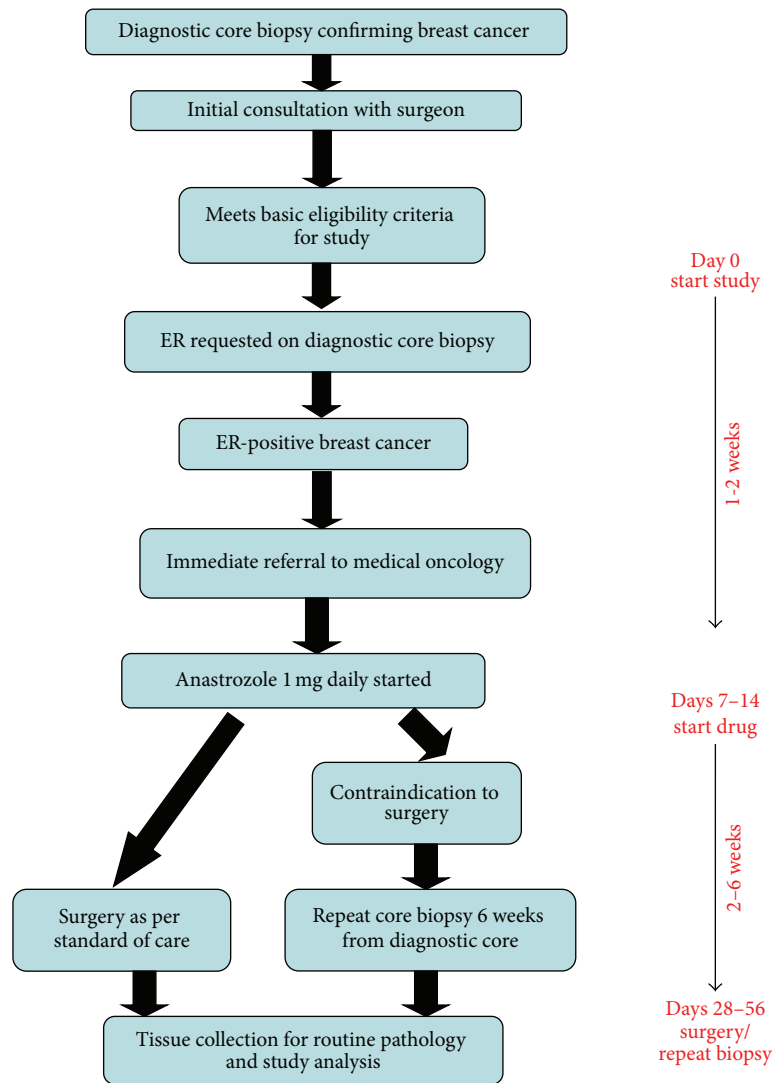 Diagnostic core biopsy confirming breast cancer
Initial consultation with surgeon
Meets basic eligibility criteria
for study
ER requested on diagnostic core biopsy
ER-positive breast cancer
Immediate referral to medical oncology
Anastrozole 1 mg daily started
Contraindication to
surgery
Surgery as per
standard of care
Repeat core biopsy 6 weeks
from diagnostic core
Tissue collection for routine pathology
and study analysis
Day 0
start study
1-2 weeks
Days 7–14
start drug
2–6 weeks
Days 28–56
surgery/
repeat biopsy